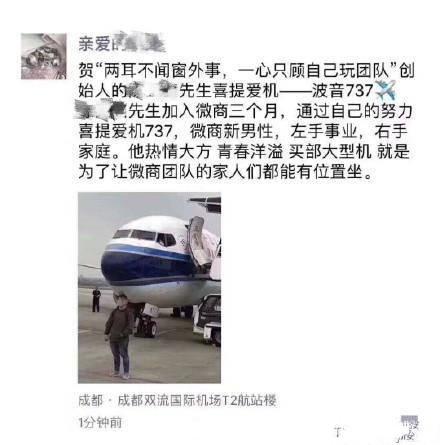 亲爱的
贺“两耳不闻窗外事，一心只顾自己玩团队”创
始人的 先生喜提爱机——波音737✈️
先生加入微商三个月，通过自己的努力
喜提爱机737，微商新男性，左手事业，右手
家庭。他热情大方 青春洋溢 买部大型机 就是
为了让微商团队的家人们都能有位置坐。
成都·成都双流国际机场T2航站楼
1分钟前